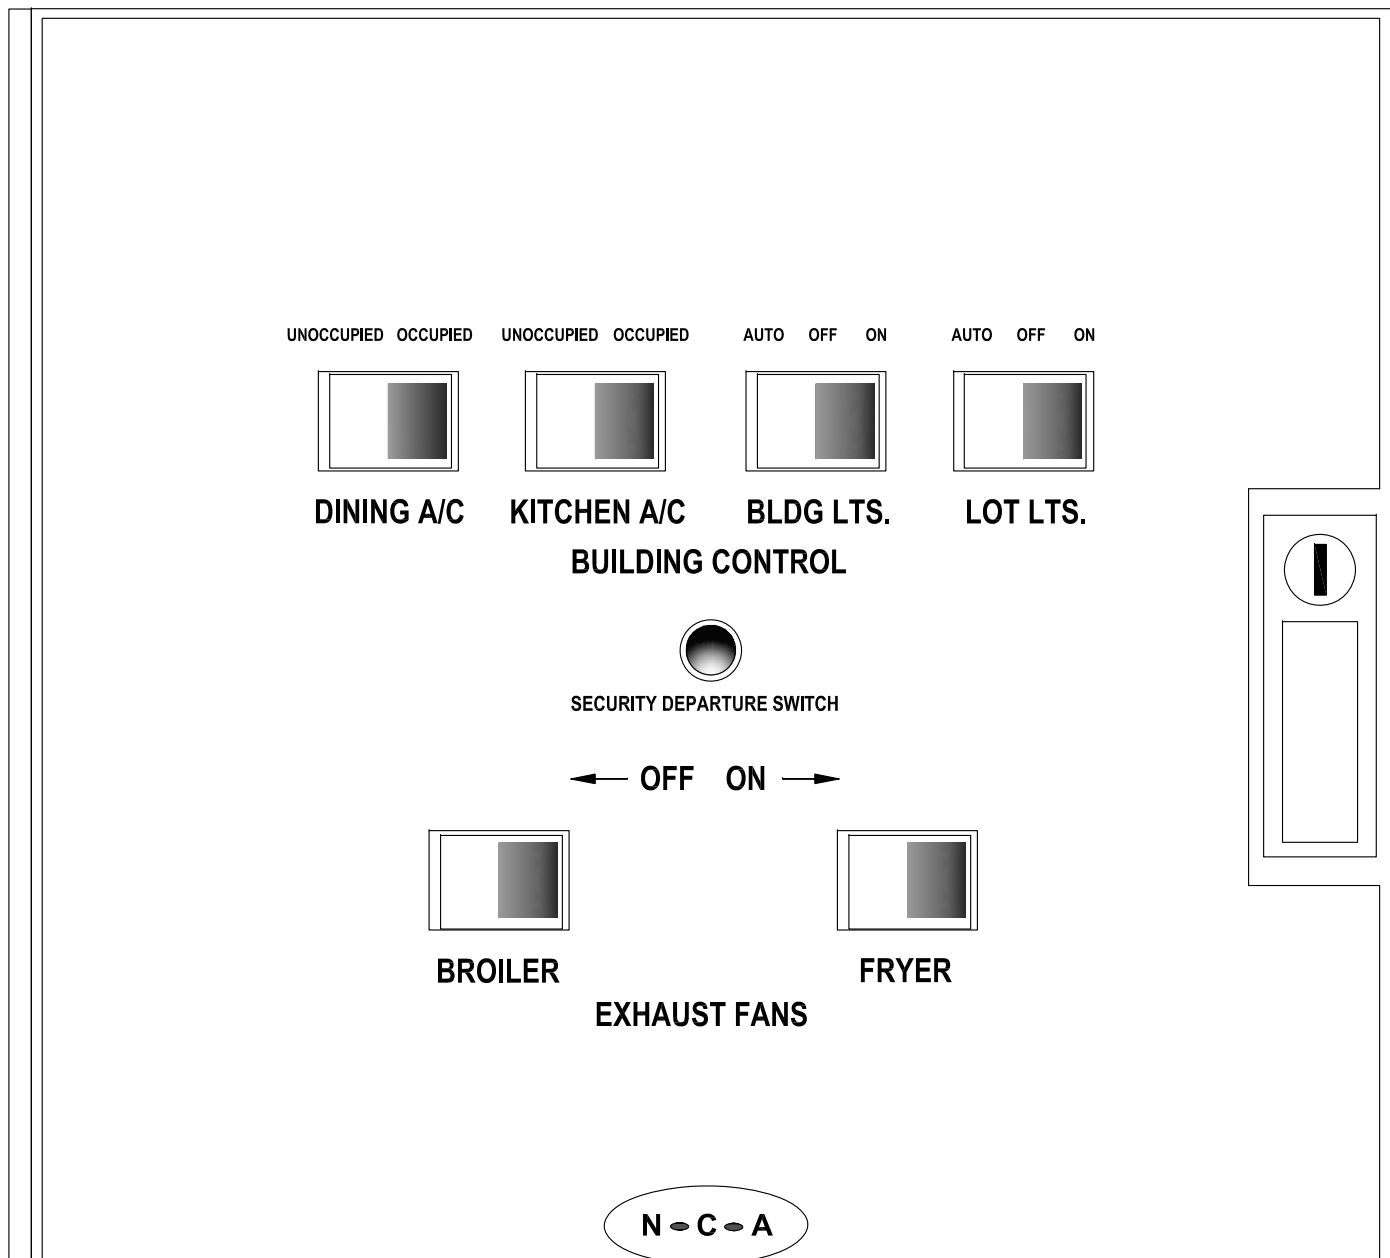 UNOCCUPIED OCCUPIED UNOCCUPIED OCCUPIED AUTO OFF ON AUTO OFF ON
DINING A/C KITCHEN A/C BLDG LTS. LOT LTS.
BUILDING CONTROL
SECURITY DEPARTURE SWITCH
OFF ON
BROILER FRYER
EXHAUST FANS
N C A